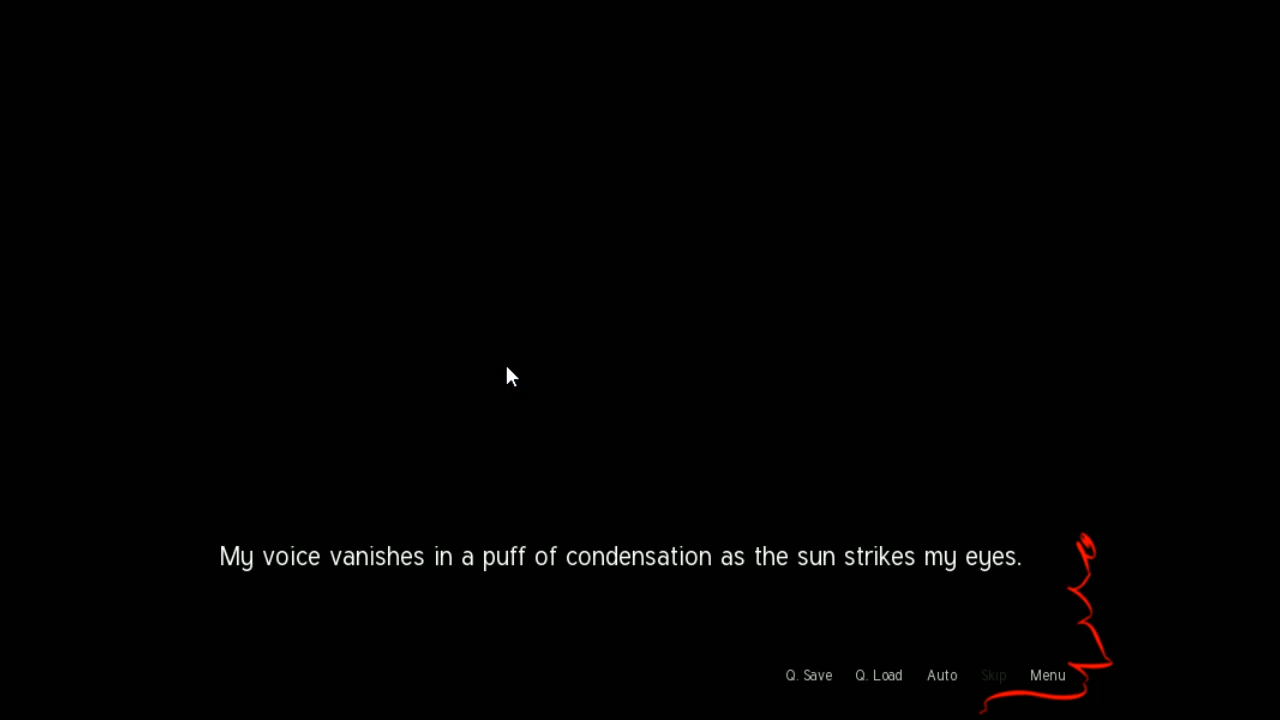 My voice vanishes in a puff of condensation as the sun strikes my eyes.
Q. Save Q. Load Auto Skip Menu